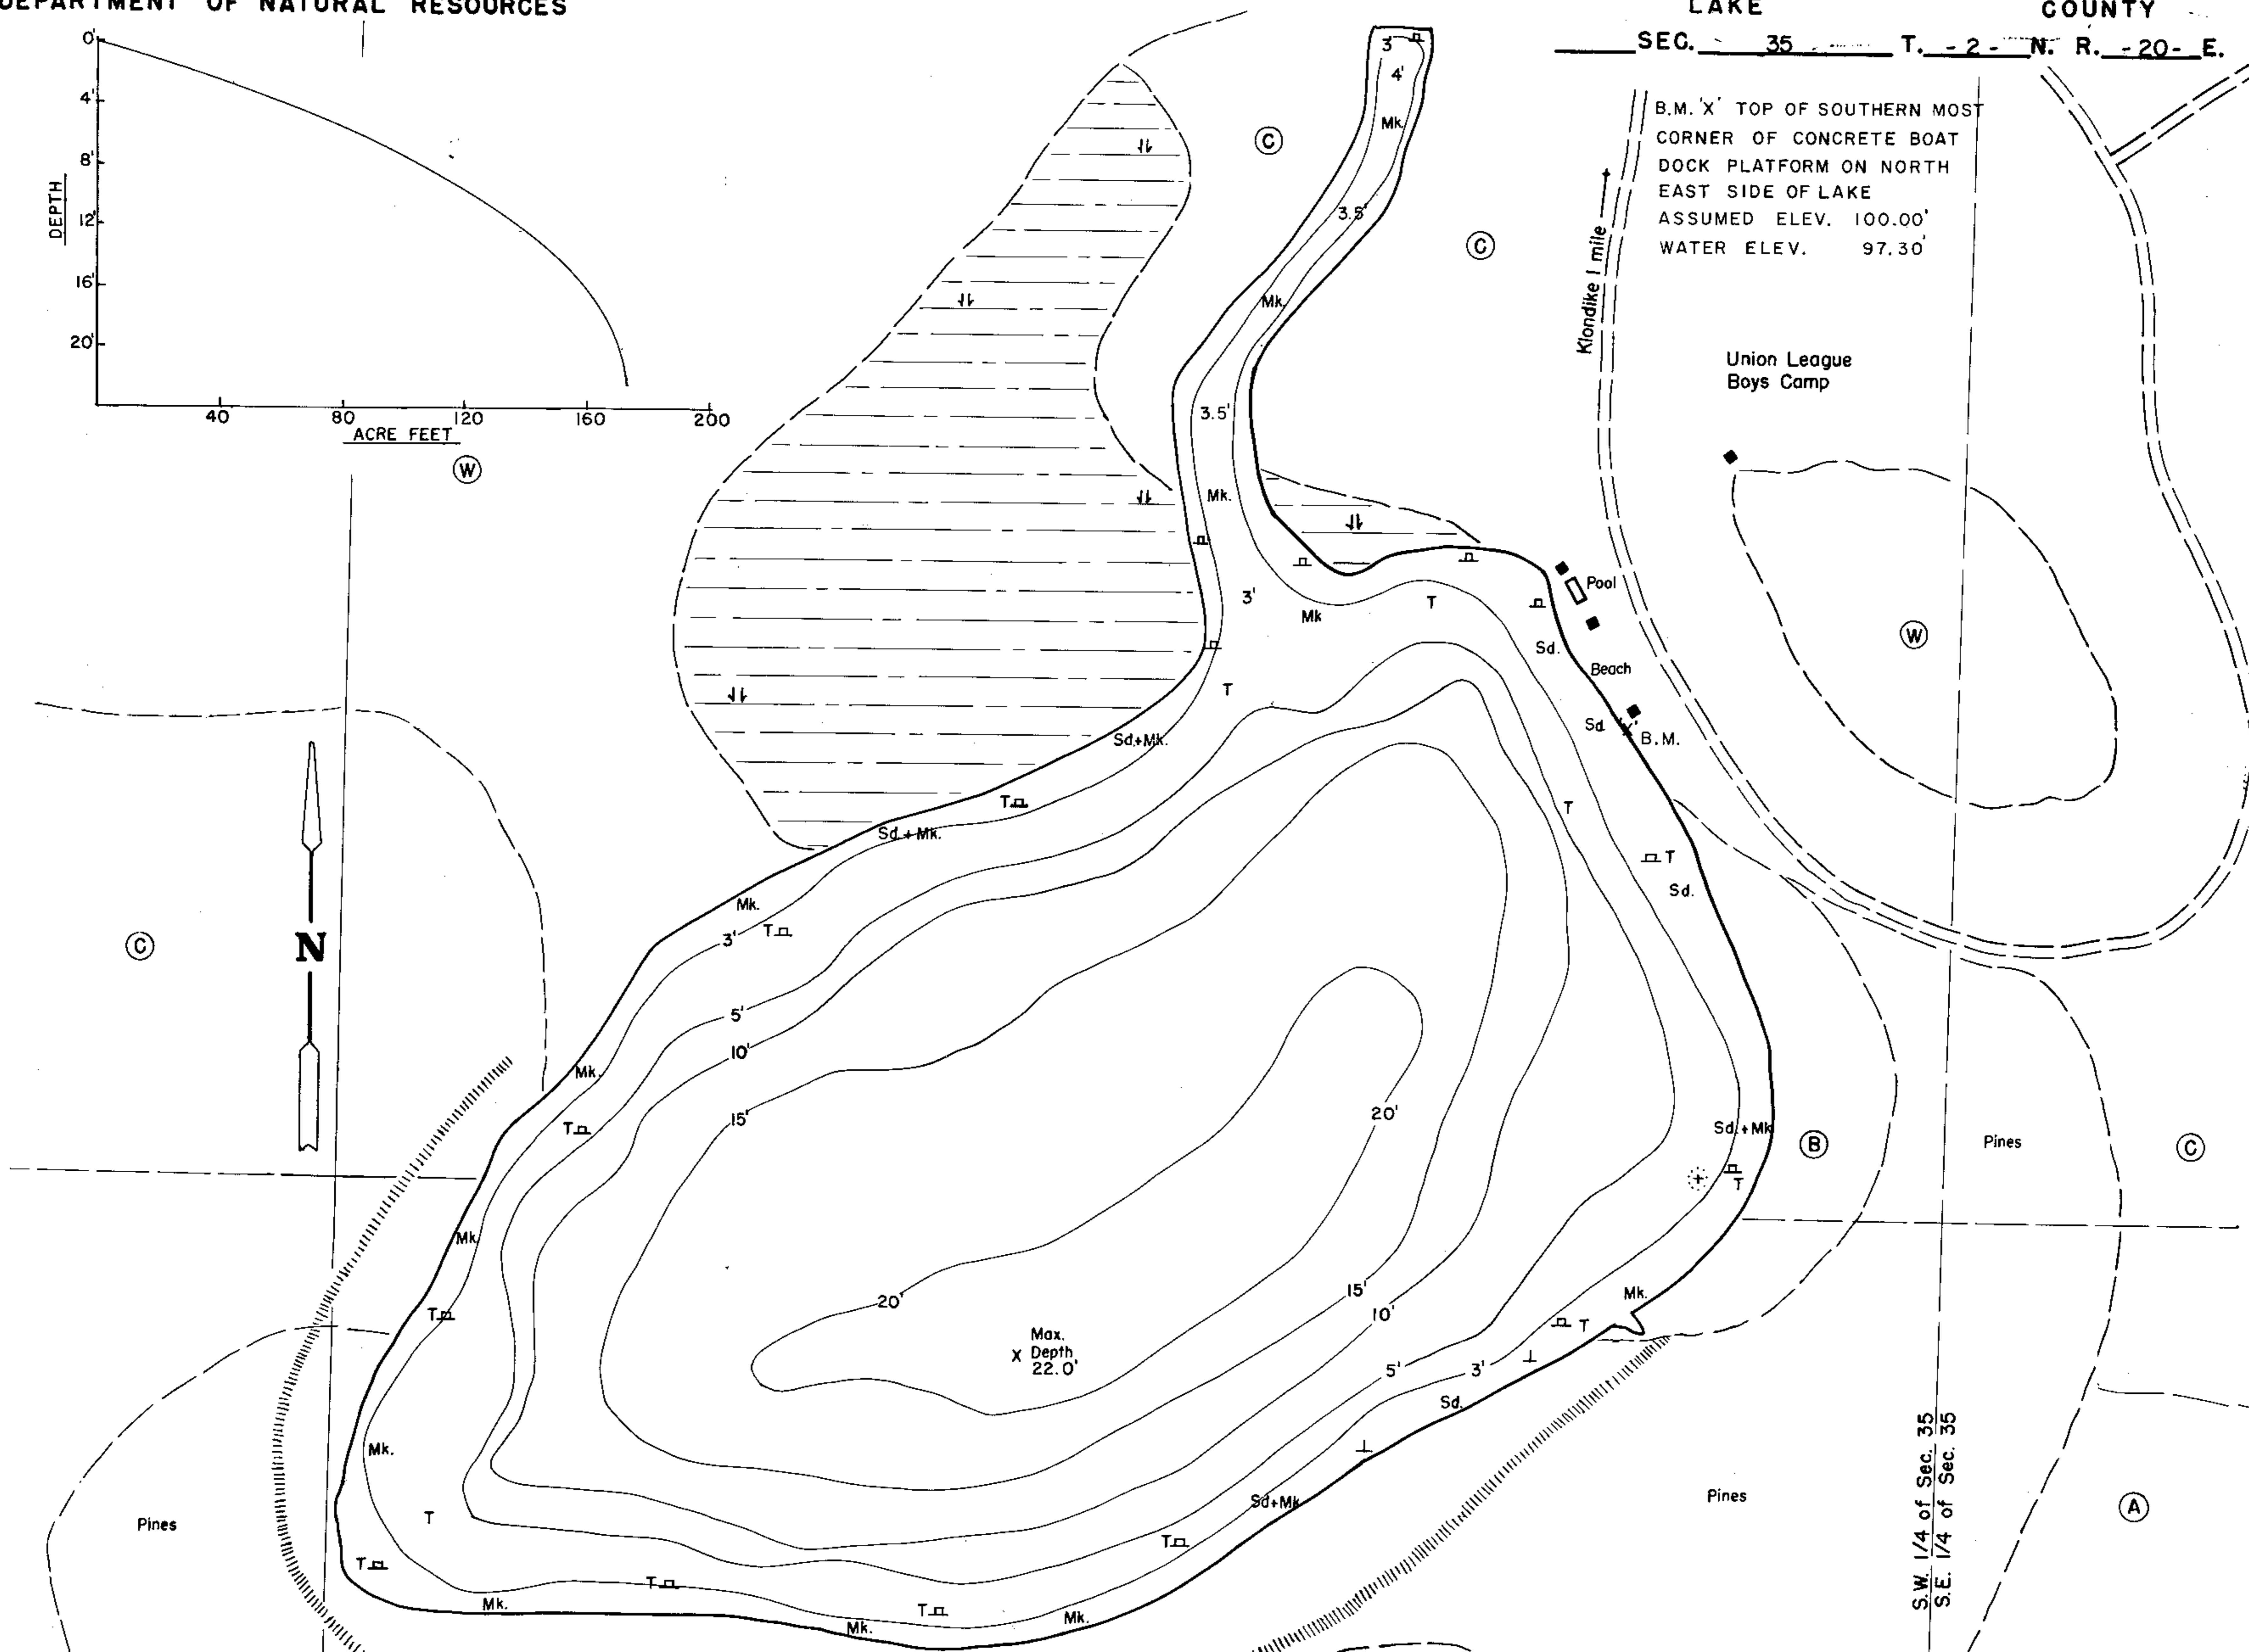 DEPARTMENT OF NATURAL RESOURCES
LAKE COUNTY
SEC. 35 T. -2- N. R. -20- E.
B.M. 'X' TOP OF SOUTHERN MOST
CORNER OF CONCRETE BOAT
DOCK PLATFORM ON NORTH
EAST SIDE OF LAKE
ASSUMED ELEV. 100.00'
WATER ELEV. 97.30'
0'
4'
8'
12'
16'
20'
DEPTH
40 80 120 160 200
ACRE FEET
W
C
C
3'
4'
Mk.
3.5'
Mk.
Klondike 1 mile
Union League
Boys Camp
3.5'
Mk.
3'
Mk
T
Pool
Sd.
Beach
W
T
Sd
'X'
B.M.
Sd.+Mk.
T
T
Sd.+Mk.
T
Sd.
Mk.
3'
T
C
N
5'
10'
Mk.
15'
T
20'
Sd.+Mk
B
Pines
C
T
Mk.
T
20'
15'
10'
Mk.
T
Max.
X Depth
22.0'
5'
3'
Sd.
Mk.
Sd+Mk
Pines
A
S.W. 1/4 of Sec. 35
S.E. 1/4 of Sec. 35
Pines
T
T
T
T
T
Mk.
Mk.
Mk.